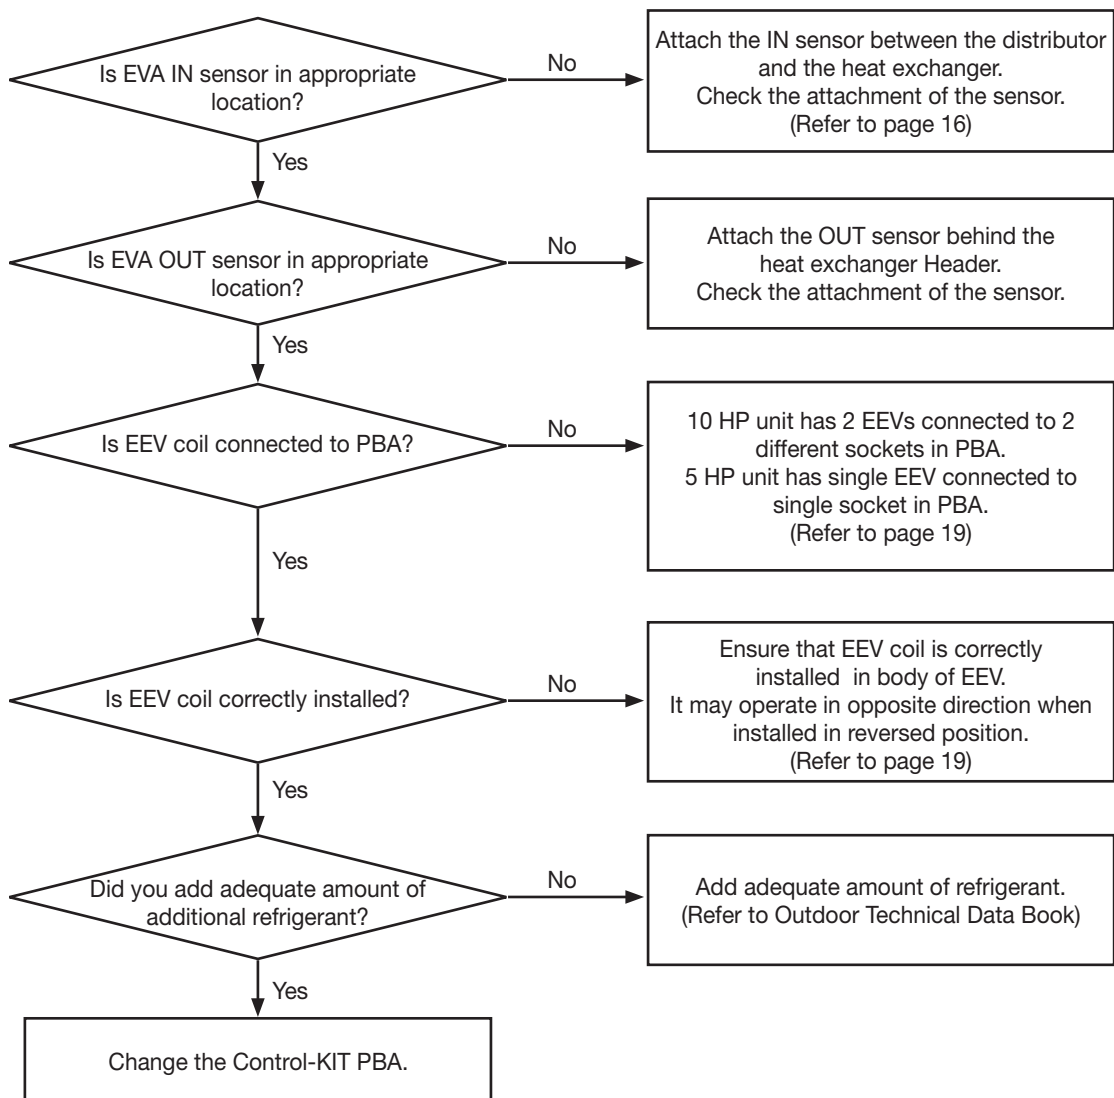 Is EVA IN sensor in appropriate
location?
No
Attach the IN sensor between the distributor
and the heat exchanger.
Check the attachment of the sensor.
(Refer to page 16)
Yes
Is EVA OUT sensor in appropriate
location?
No
Attach the OUT sensor behind the
heat exchanger Header.
Check the attachment of the sensor.
Yes
Is EEV coil connected to PBA?
No
10 HP unit has 2 EEVs connected to 2
different sockets in PBA.
5 HP unit has single EEV connected to
single socket in PBA.
(Refer to page 19)
Yes
Is EEV coil correctly installed?
No
Ensure that EEV coil is correctly
installed in body of EEV.
It may operate in opposite direction when
installed in reversed position.
(Refer to page 19)
Yes
Did you add adequate amount of
additional refrigerant?
No
Add adequate amount of refrigerant.
(Refer to Outdoor Technical Data Book)
Yes
Change the Control-KIT PBA.